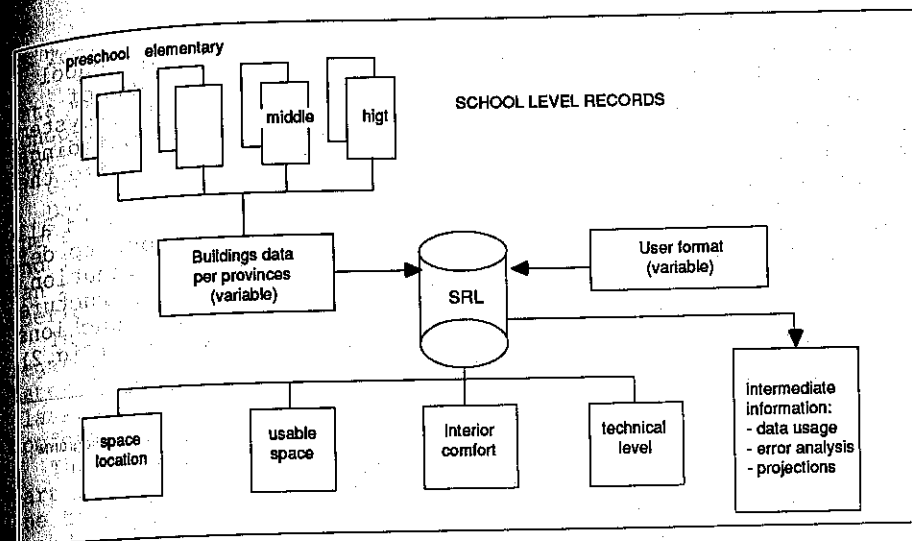 preschool elementary
middle
higt
SCHOOL LEVEL RECORDS
Buildings data
per provinces
(variable)
SRL
User format
(variable)
space
location
usable
space
Interior
comfort
technical
level
intermediate
information:
- data usage
- error analysis
- projections